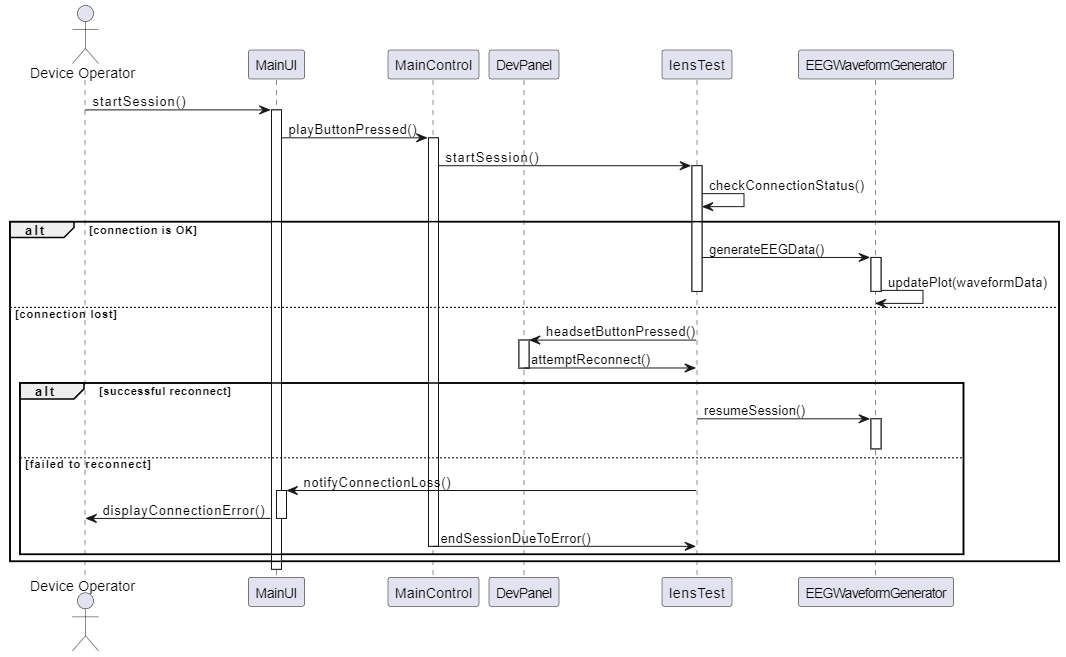 Device Operator
MainUI
MainControl
DevPanel
lensTest
EEGWaveformGenerator
startSession()
playButtonPressed()
startSession()
checkConnectionStatus()
alt
[connection is OK]
generateEEGData()
updatePlot(waveformData)
[connection lost]
headsetButtonPressed()
attemptReconnect()
alt
[successful reconnect]
resumeSession()
[failed to reconnect]
notifyConnectionLoss()
displayConnectionError()
endSessionDueToError()
Device Operator
MainUI
MainControl
DevPanel
lensTest
EEGWaveformGenerator